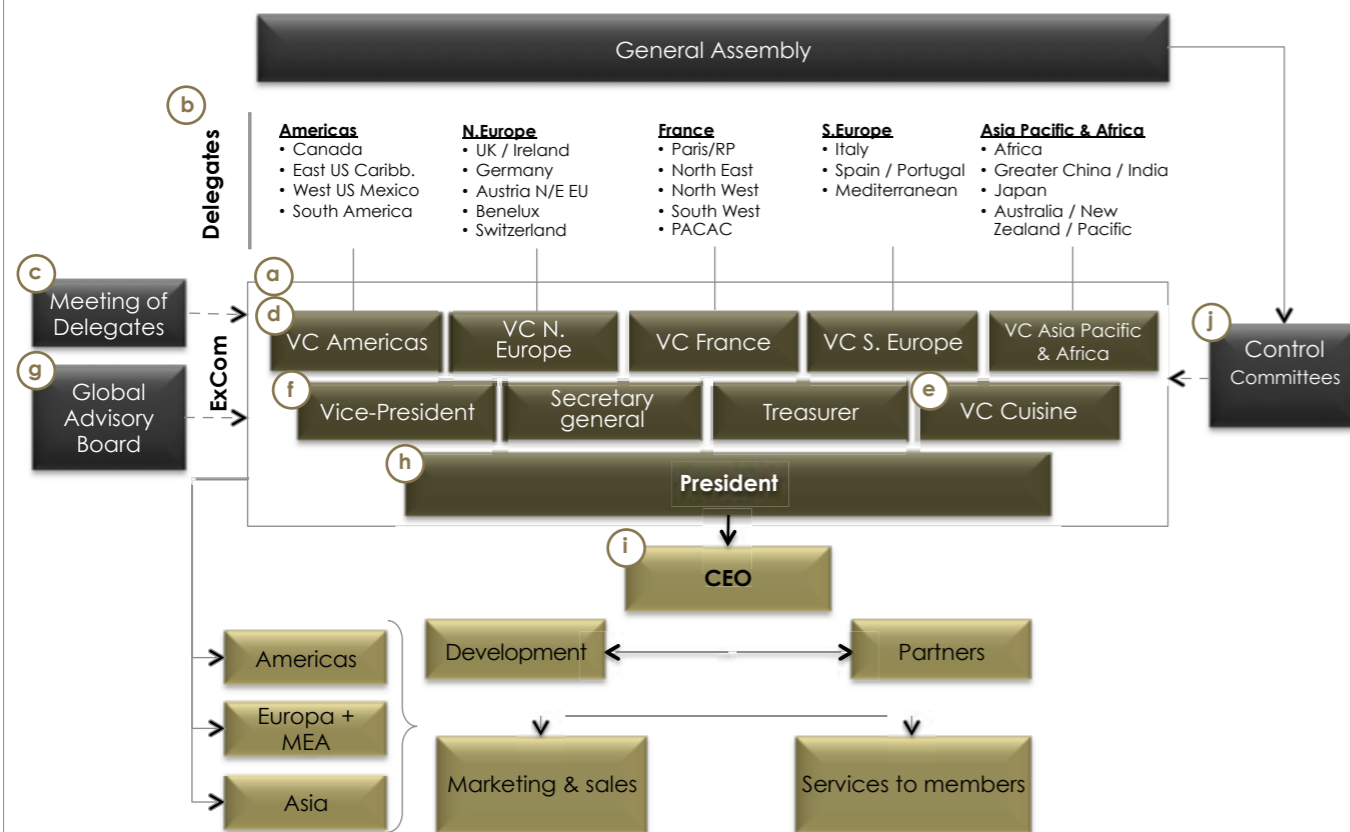 General Assembly
b
Delegates
Americas
• Canada
• East US Caribb.
• West US Mexico
• South America
N.Europe
• UK / Ireland
• Germany
• Austria N/E EU
• Benelux
• Switzerland
France
• Paris/RP
• North East
• North West
• South West
• PACAC
S.Europe
• Italy
• Spain / Portugal
• Mediterranean
Asia Pacific & Africa
• Africa
• Greater China / India
• Japan
• Australia / New
Zealand / Pacific
c
Meeting of
Delegates
g
Global
Advisory
Board
ExCom
a
d
VC Americas
VC N.
Europe
VC France
VC S. Europe
VC Asia Pacific
& Africa
f
Vice-President
Secretary
general
Treasurer
e
VC Cuisine
h
President
j
Control
Committees
i
CEO
Americas
Europa +
MEA
Asia
Development
Partners
Marketing & sales
Services to members